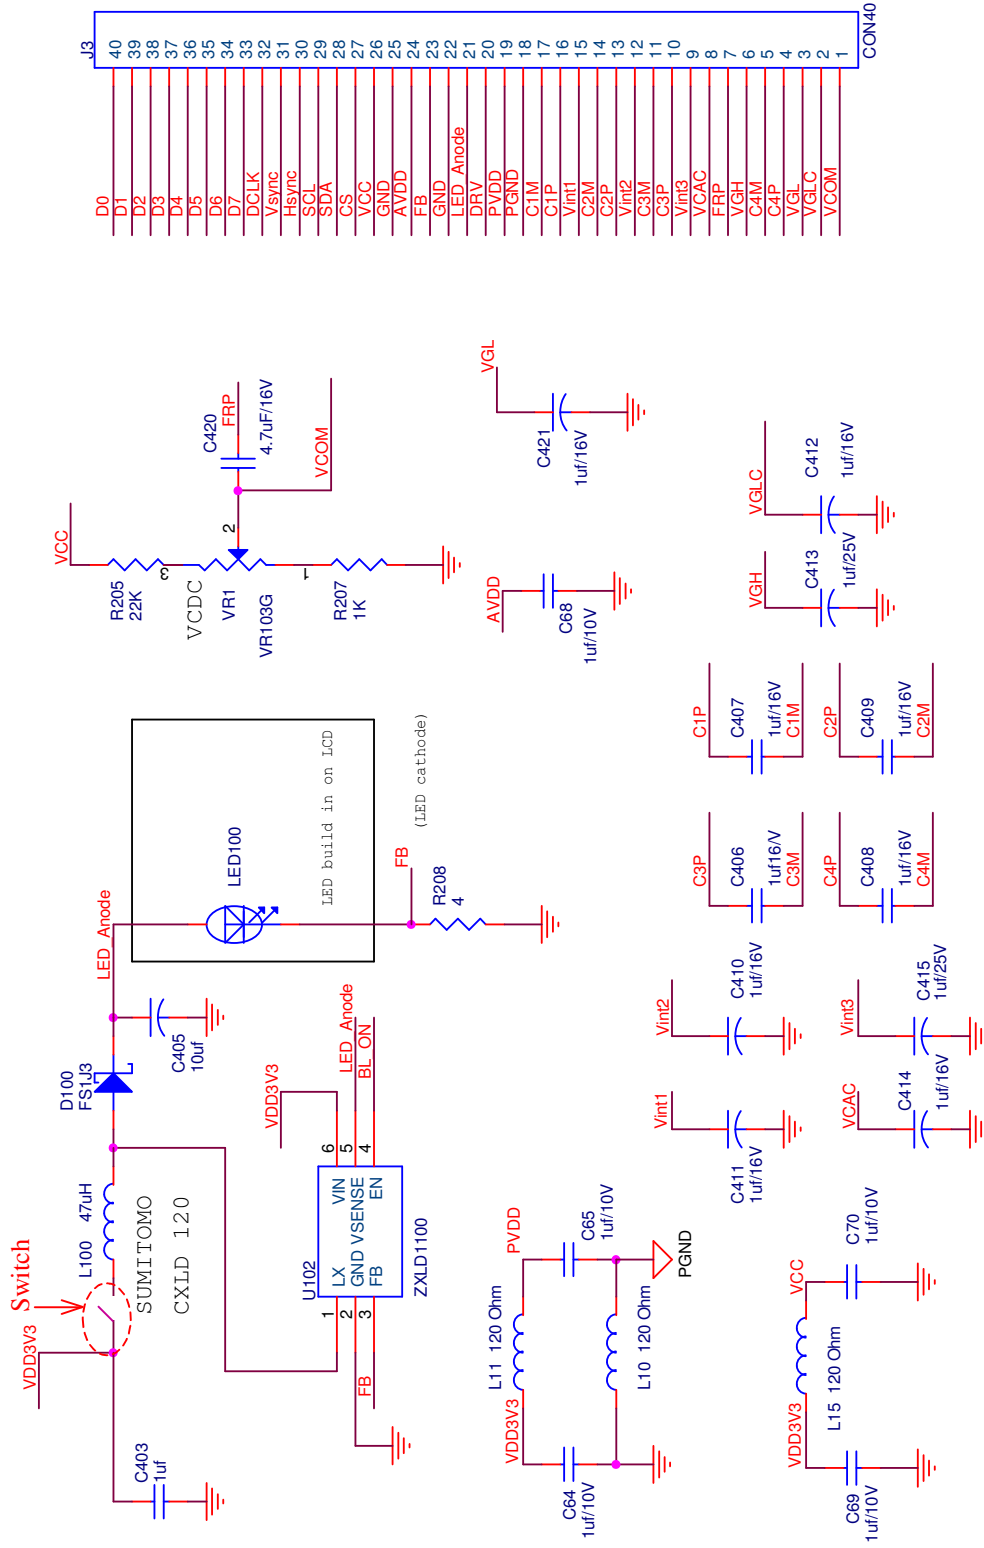 VDD3V3
Switch
C403
1uf
L100 47uH
SUMITOMO
CXLD 120
D100
FS1J3
C405
10uf
LED_Anode
LED100
LED build in on LCD
FB
(LED cathode)
R208
4
VCC
R205
22K
3
VCDC
VR1
VR103G
2
1
R207
1K
C420
4.7uF/16V
FRP
VCOM
VDD3V3
U102
1 LX VIN 6
2 GND VSENSE 5
3 FB EN 4
FB
LED_Anode
BL_ON
ZXLD1100
VDD3V3
L11 120 Ohm
PVDD
C64
1uf/10V
C65
1uf/10V
L10 120 Ohm
PGND
VDD3V3
L15 120 Ohm
VCC
C69
1uf/10V
C70
1uf/10V
Vint1
C411
1uf/16V
Vint2
C410
1uf/16V
VCAC
C414
1uf/16V
Vint3
C415
1uf/25V
C3P
C406
1uf16/V
C3M
C1P
C407
1uf/16V
C1M
C4P
C408
1uf/16V
C4M
C2P
C409
1uf/16V
C2M
AVDD
C68
1uf/10V
VGL
C421
1uf/16V
VGH
C413
1uf/25V
VGLC
C412
1uf/16V
J3
D0 40
D1 39
D2 38
D3 37
D4 36
D5 35
D6 34
D7 33
DCLK 32
Vsync 31
Hsync 30
SCL 29
SDA 28
CS 27
VCC 26
GND 25
AVDD 24
FB 23
GND 22
LED_Anode 21
DRV 20
PVDD 19
PGND 18
C1M 17
C1P 16
Vint1 15
C2M 14
C2P 13
Vint2 12
C3M 11
C3P 10
Vint3 9
VCAC 8
FRP 7
VGH 6
C4M 5
C4P 4
VGL 3
VGLC 2
VCOM 1
CON40